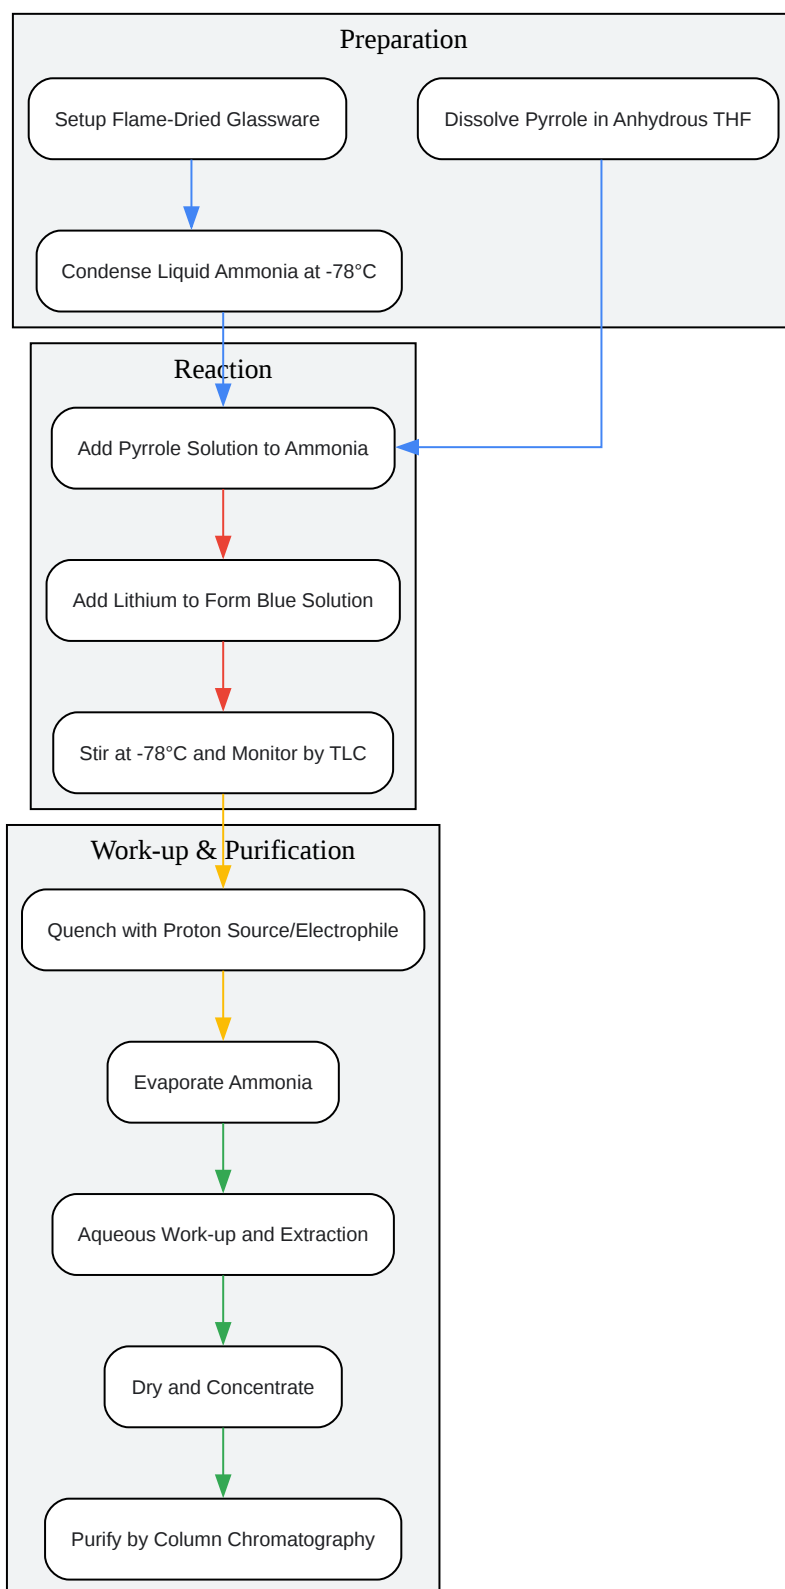 Preparation
Setup Flame-Dried Glassware
Dissolve Pyrrole in Anhydrous THF
Condense Liquid Ammonia at -78°C
Reaction
Add Pyrrole Solution to Ammonia
Add Lithium to Form Blue Solution
Stir at -78°C and Monitor by TLC
Work-up & Purification
Quench with Proton Source/Electrophile
Evaporate Ammonia
Aqueous Work-up and Extraction
Dry and Concentrate
Purify by Column Chromatography